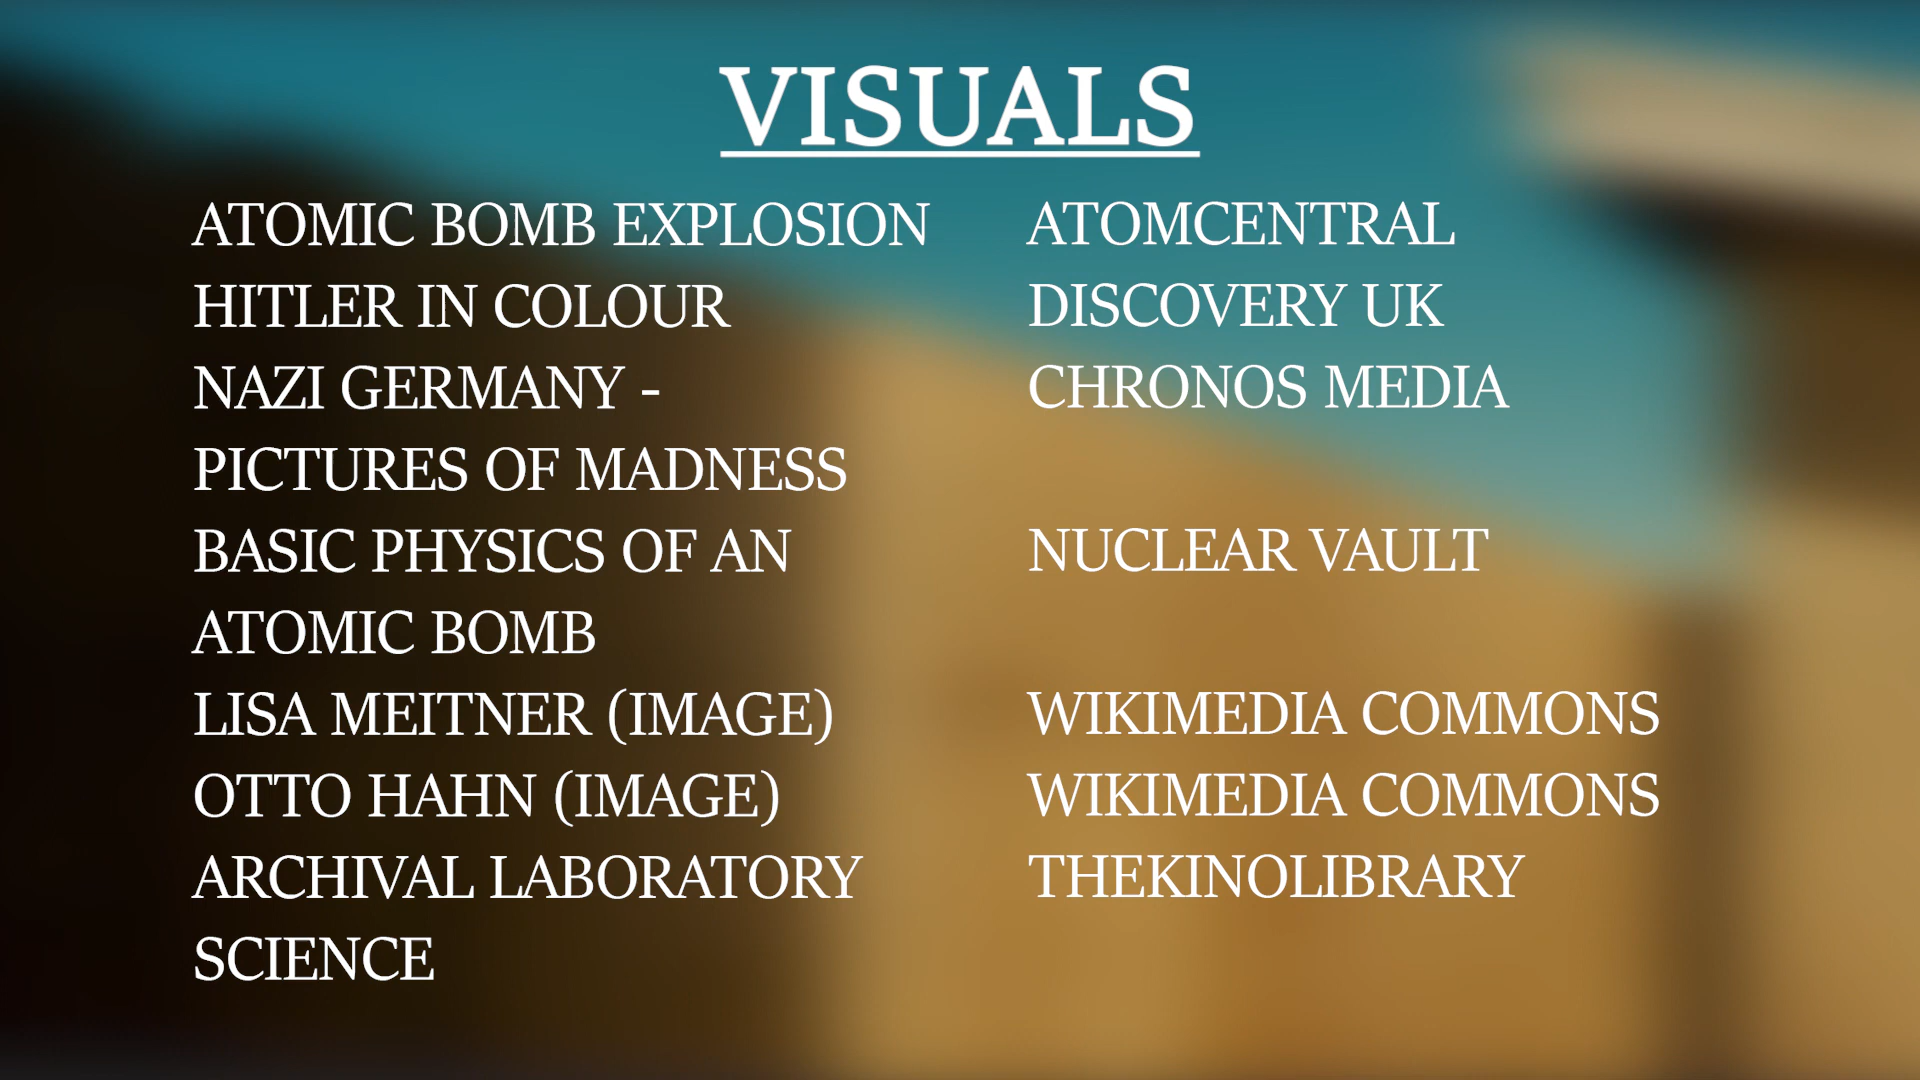 VISUALS
ATOMIC BOMB EXPLOSION ATOMCENTRAL
HITLER IN COLOUR DISCOVERY UK
NAZI GERMANY - CHRONOS MEDIA
PICTURES OF MADNESS
BASIC PHYSICS OF AN NUCLEAR VAULT
ATOMIC BOMB
LISA MEITNER (IMAGE) WIKIMEDIA COMMONS
OTTO HAHN (IMAGE) WIKIMEDIA COMMONS
ARCHIVAL LABORATORY THEKINOLIBRARY
SCIENCE